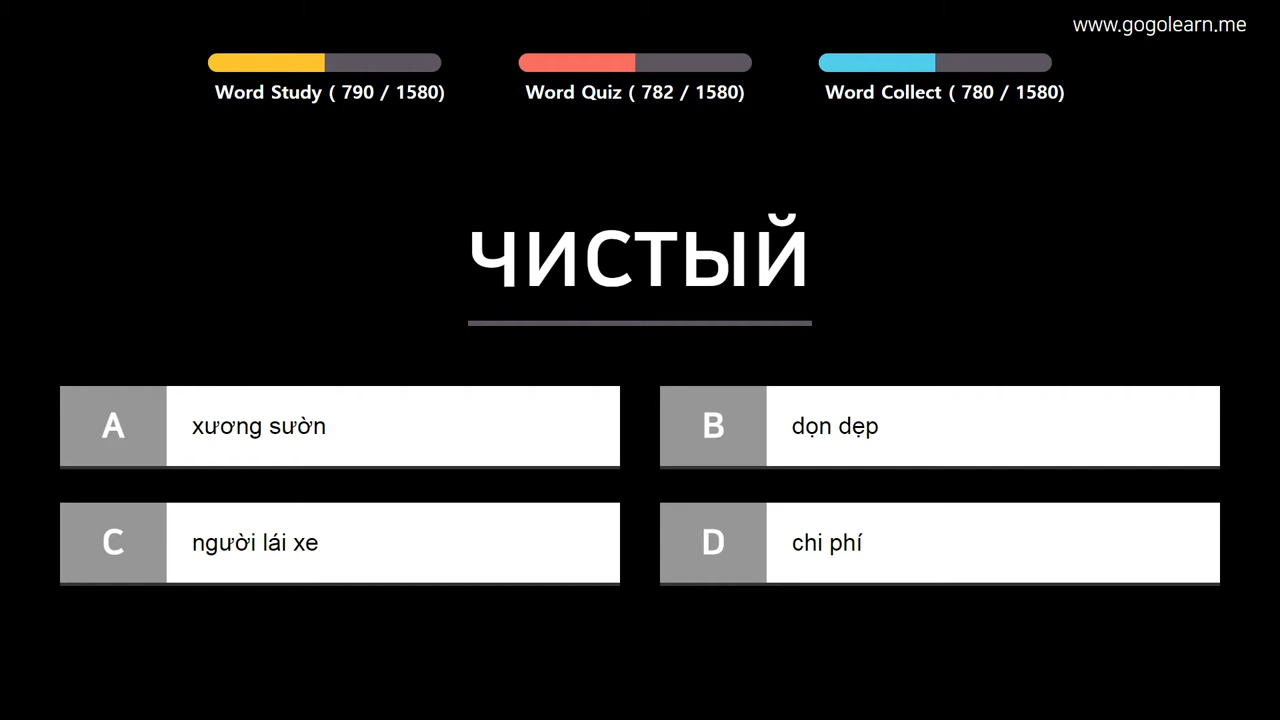 www.gogolearn.me
Word Study ( 790 / 1580)
Word Quiz ( 782 / 1580)
Word Collect ( 780 / 1580)
чистый
A xương sườn
B dọn dẹp
C người lái xe
D chi phí